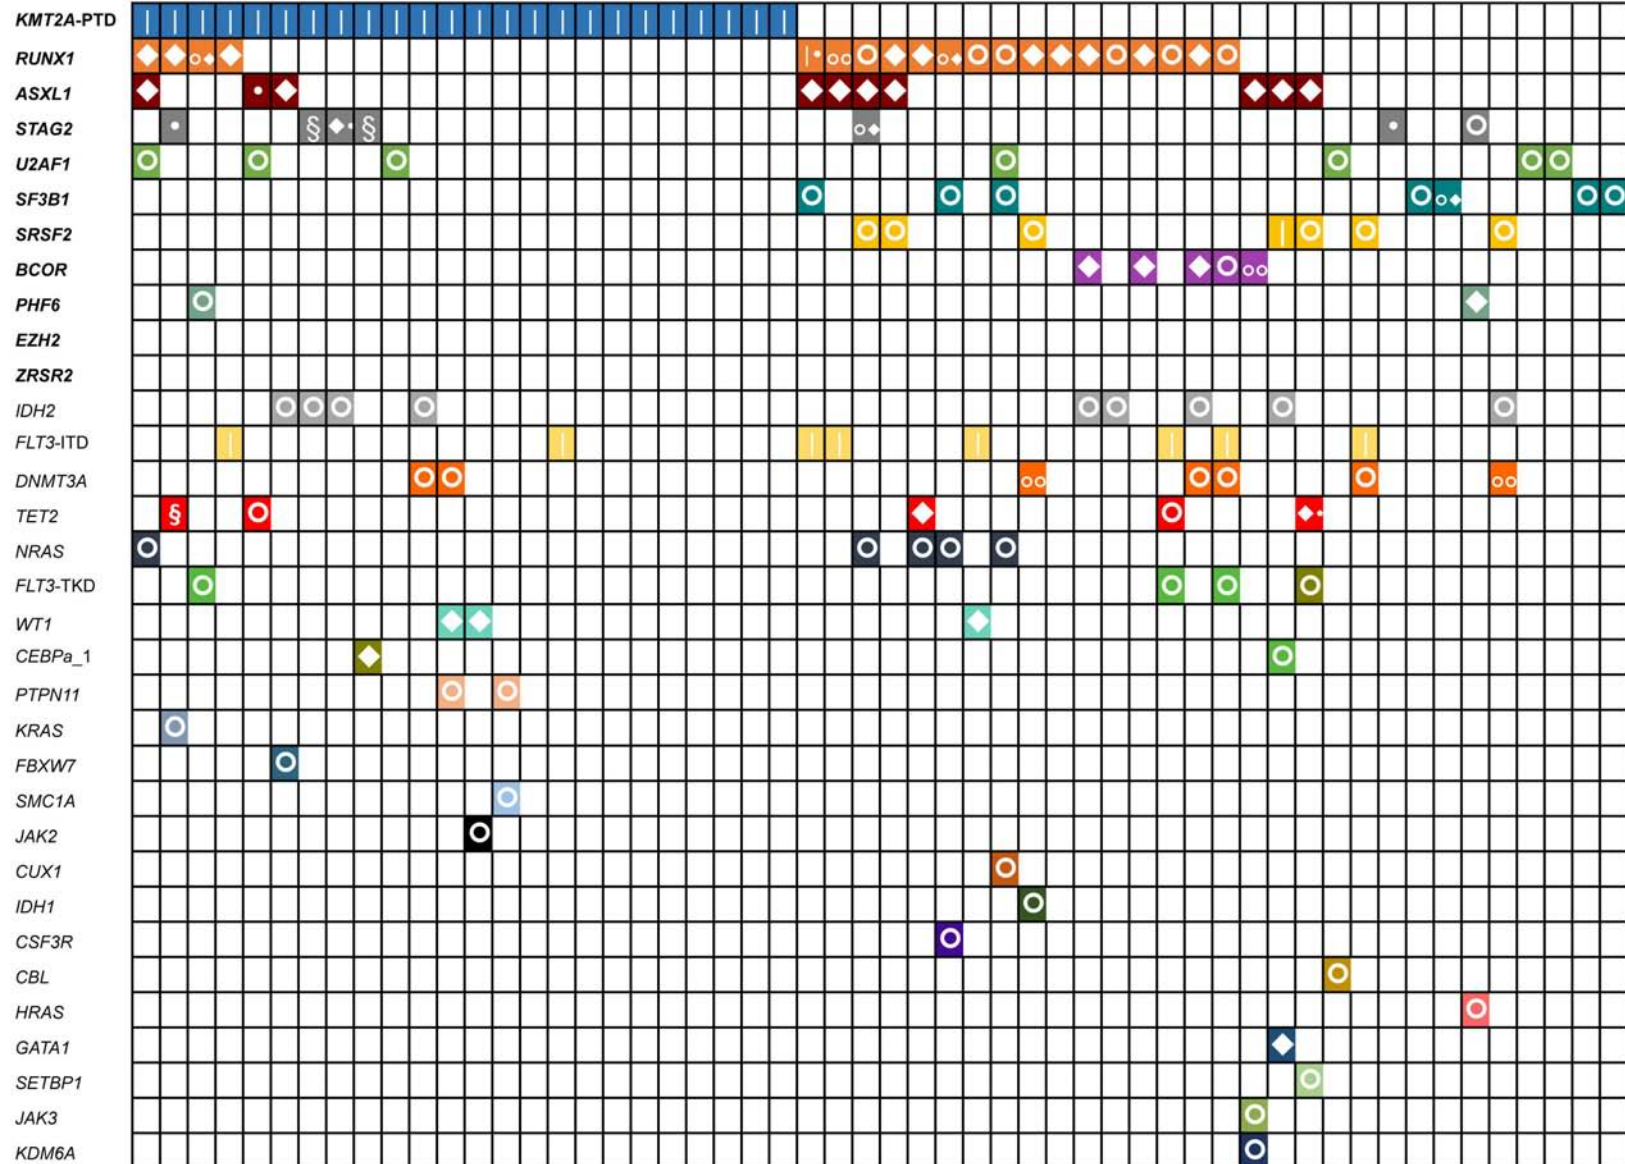 KMT2A-PTD
RUNX1
ASXL1
STAG2
U2AF1
SF3B1
SRSF2
BCOR
PHF6
EZH2
ZRSR2
IDH2
FLT3-ITD
DNMT3A
TET2
NRAS
FLT3-TKD
WT1
CEBPa_1
PTPN11
KRAS
FBXW7
SMC1A
JAK2
CUX1
IDH1
CSF3R
CBL
HRAS
GATA1
SETBP1
JAK3
KDM6A